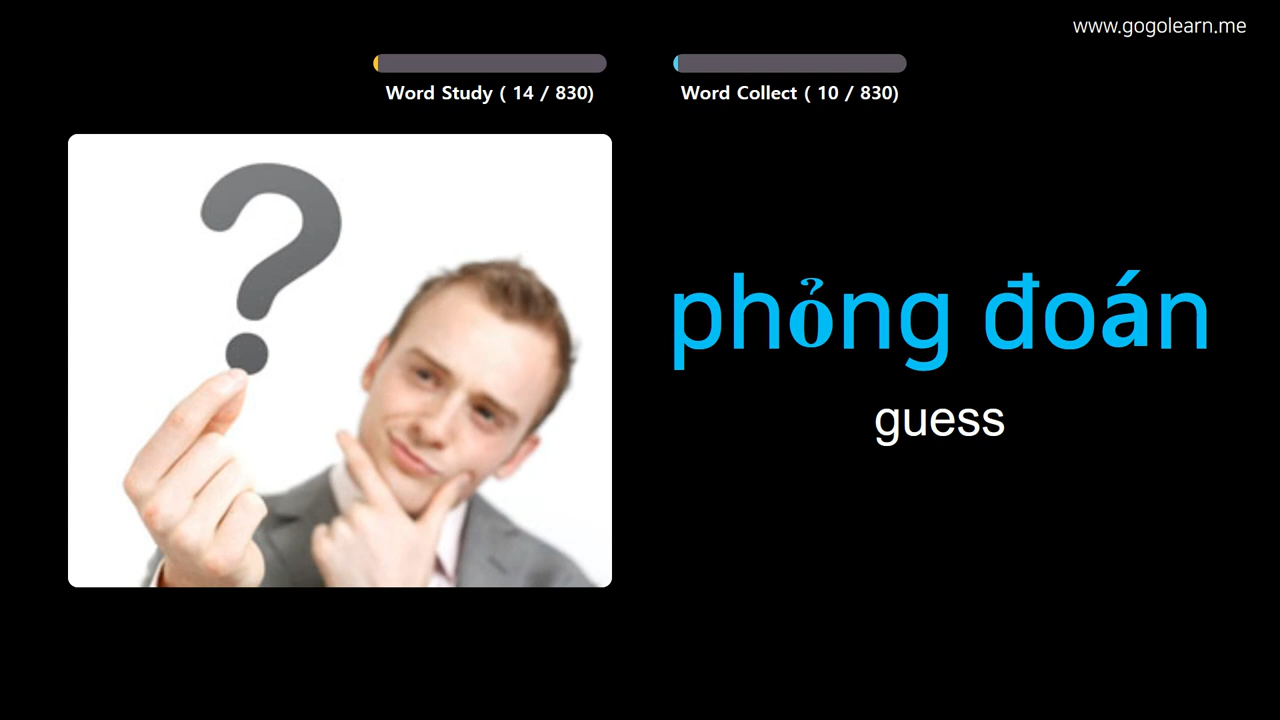 www.gogolearn.me
Word Study ( 14 / 830)
Word Collect ( 10 / 830)
?
phỏng đoán
guess